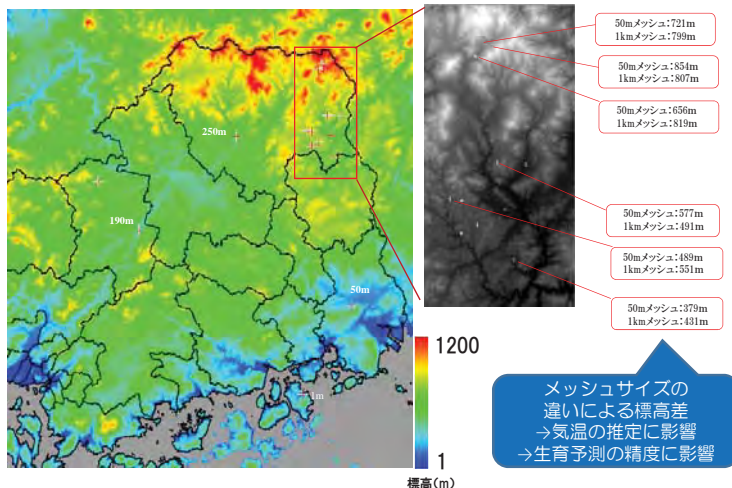 250m
190m
50m
1m
1200
1
標高(m)
50mメッシュ:721m
1kmメッシュ:799m
50mメッシュ:854m
1kmメッシュ:807m
50mメッシュ:656m
1kmメッシュ:819m
50mメッシュ:577m
1kmメッシュ:491m
50mメッシュ:489m
1kmメッシュ:551m
50mメッシュ:379m
1kmメッシュ:431m
メッシュサイズの
違いによる標高差
→気温の推定に影響
→生育予測の精度に影響